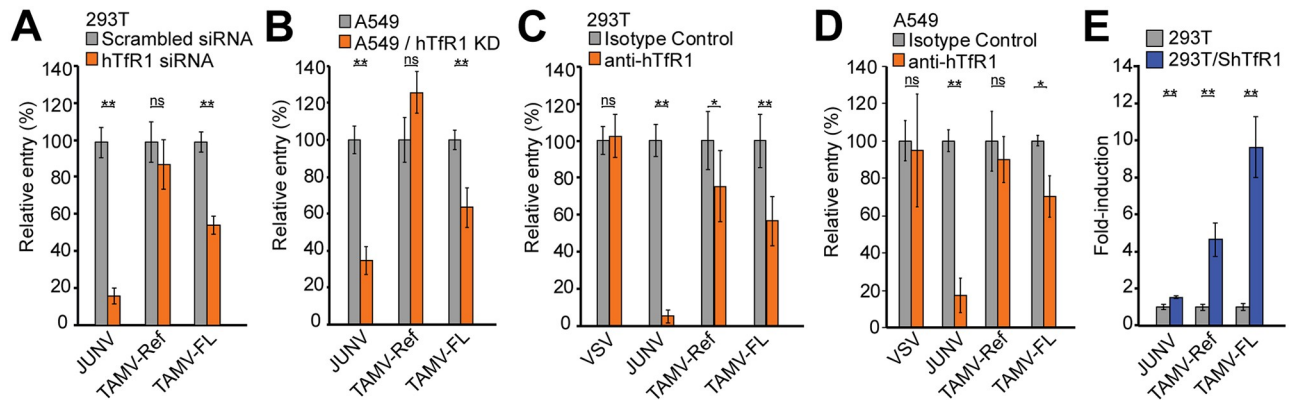 A
293T
Scrambled siRNA
hTfR1 siRNA
Relative entry (%)
140
120
100
80
60
40
20
0
**
ns
**
JUNV
TAMV-Ref
TAMV-FL
B
A549
A549 / hTfR1 KD
Relative entry (%)
140
120
100
80
60
40
20
0
**
ns
**
JUNV
TAMV-Ref
TAMV-FL
C
293T
Isotype Control
anti-hTfR1
Relative entry (%)
140
120
100
80
60
40
20
0
ns
**
*
**
VSV
JUNV
TAMV-Ref
TAMV-FL
D
A549
Isotype Control
anti-hTfR1
Relative entry (%)
140
120
100
80
60
40
20
0
ns
**
ns
*
VSV
JUNV
TAMV-Ref
TAMV-FL
E
293T
293T/ShTfR1
Fold-induction
14
12
10
8
6
4
2
0
**
**
**
JUNV
TAMV-Ref
TAMV-FL